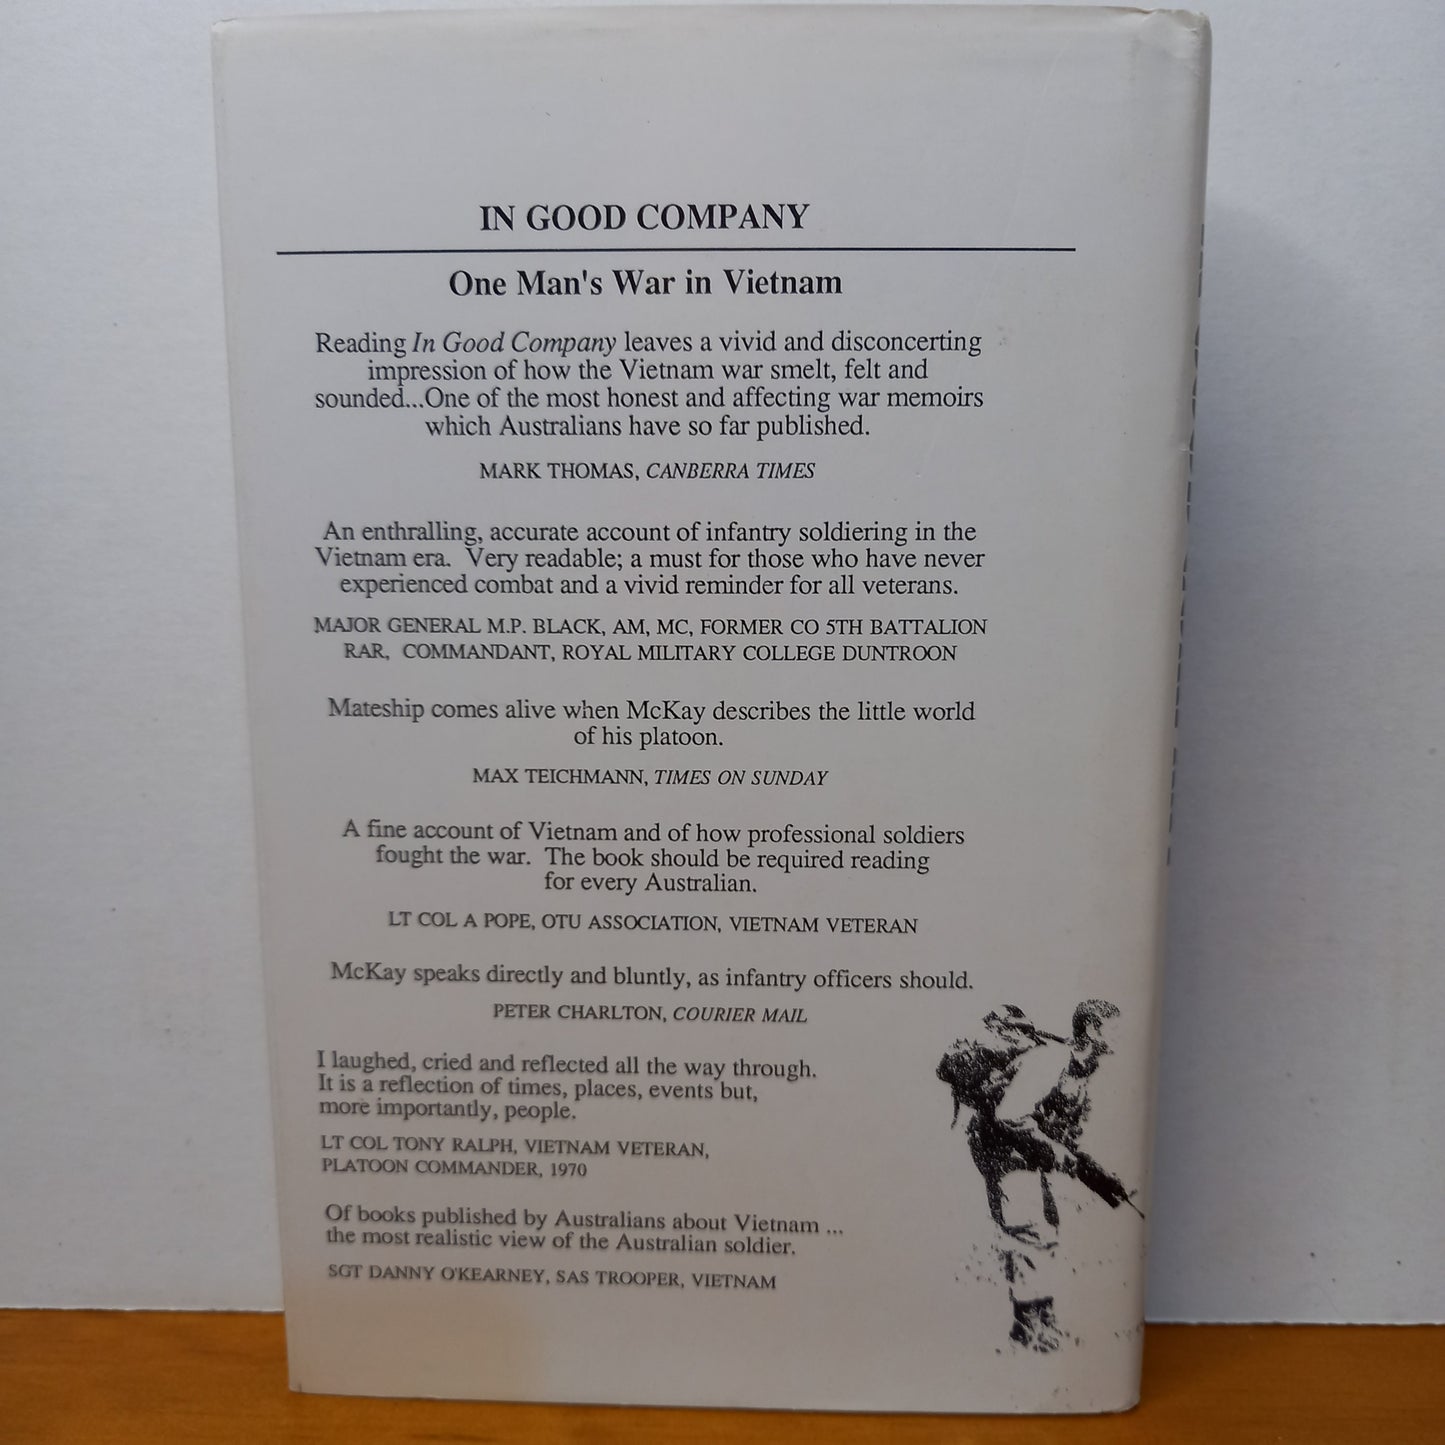 IN GOOD COMPANY
One Man's War in Vietnam
Reading In Good Company leaves a vivid and disconcerting
impression of how the Vietnam war smelt, felt and
sounded...One of the most honest and affecting war memoirs
which Australians have so far published.
MARK THOMAS, CANBERRA TIMES
An enthralling, accurate account of infantry soldiering in the
Vietnam era. Very readable; a must for those who have never
experienced combat and a vivid reminder for all veterans.
MAJOR GENERAL M.P. BLACK, AM, MC, FORMER CO 5TH BATTALION
RAR, COMMANDANT, ROYAL MILITARY COLLEGE DUNTROON
Mateship comes alive when McKay describes the little world
of his platoon.
MAX TEICHMANN, TIMES ON SUNDAY
A fine account of Vietnam and of how professional soldiers
fought the war. The book should be required reading
for every Australian.
LT COL A POPE, OTU ASSOCIATION, VIETNAM VETERAN
McKay speaks directly and bluntly, as infantry officers should.
PETER CHARLTON, COURIER MAIL
I laughed, cried and reflected all the way through.
It is a reflection of times, places, events but,
more importantly, people.
LT COL TONY RALPH, VIETNAM VETERAN,
PLATOON COMMANDER, 1970
Of books published by Australians about Vietnam ...
the most realistic view of the Australian soldier.
SGT DANNY O'KEARNEY, SAS TROOPER, VIETNAM